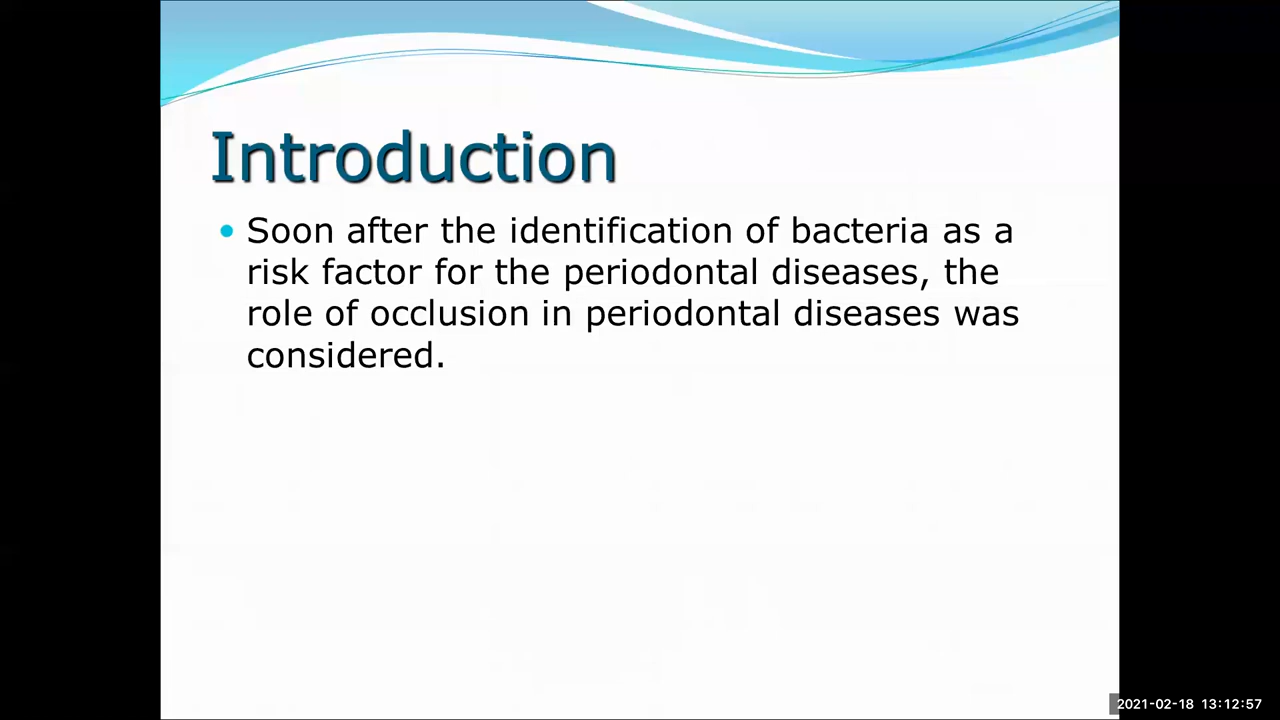 Introduction
• Soon after the identification of bacteria as a
risk factor for the periodontal diseases, the
role of occlusion in periodontal diseases was
considered.
2021-02-18 13:12:57